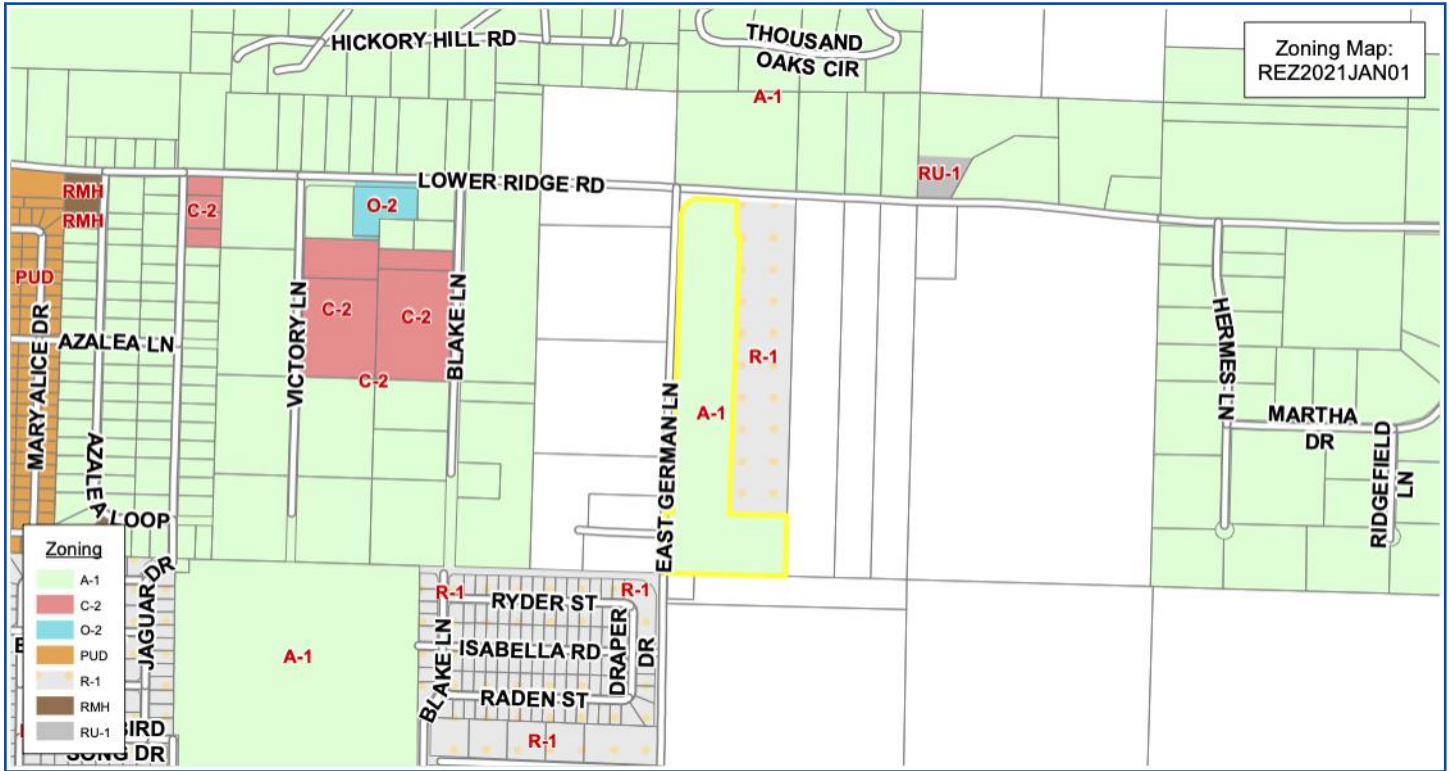 HICKORY HILL RD
THOUSAND
OAKS CIR
Zoning Map:
REZ2021JAN01
A-1
RU-1
LOWER RIDGE RD
RMH
RMH
C-2
O-2
PUD
C-2
C-2
C-2
MARY ALICE DR
AZALEA LN
VICTORY LN
BLAKE LN
R-1
A-1
EAST GERMAN LN
HERMES LN
MARTHA
DR
RIDGEFIELD
LN
AZALEA
LOOP
JAGUAR DR
Zoning
A-1
C-2
O-2
PUD
R-1
RMH
RU-1
A-1
R-1
R-1
RYDER ST
ISABELLA RD
DRAPER
DR
RADEN ST
BLAKE LN
R-1
BIRD
SONG DR